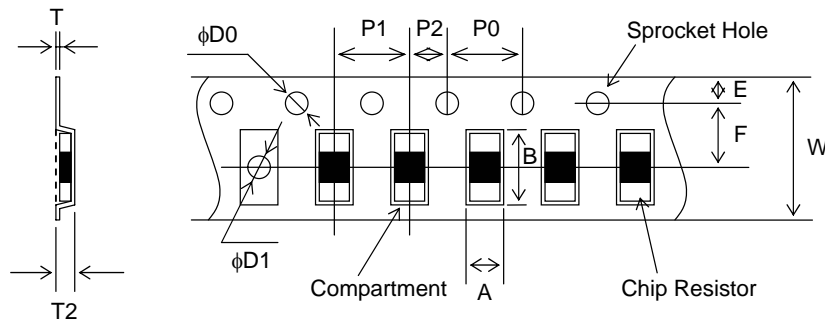 T
φD0
P1
P2
P0
Sprocket Hole
E
F
W
B
φD1
T2
Compartment
A
Chip Resistor